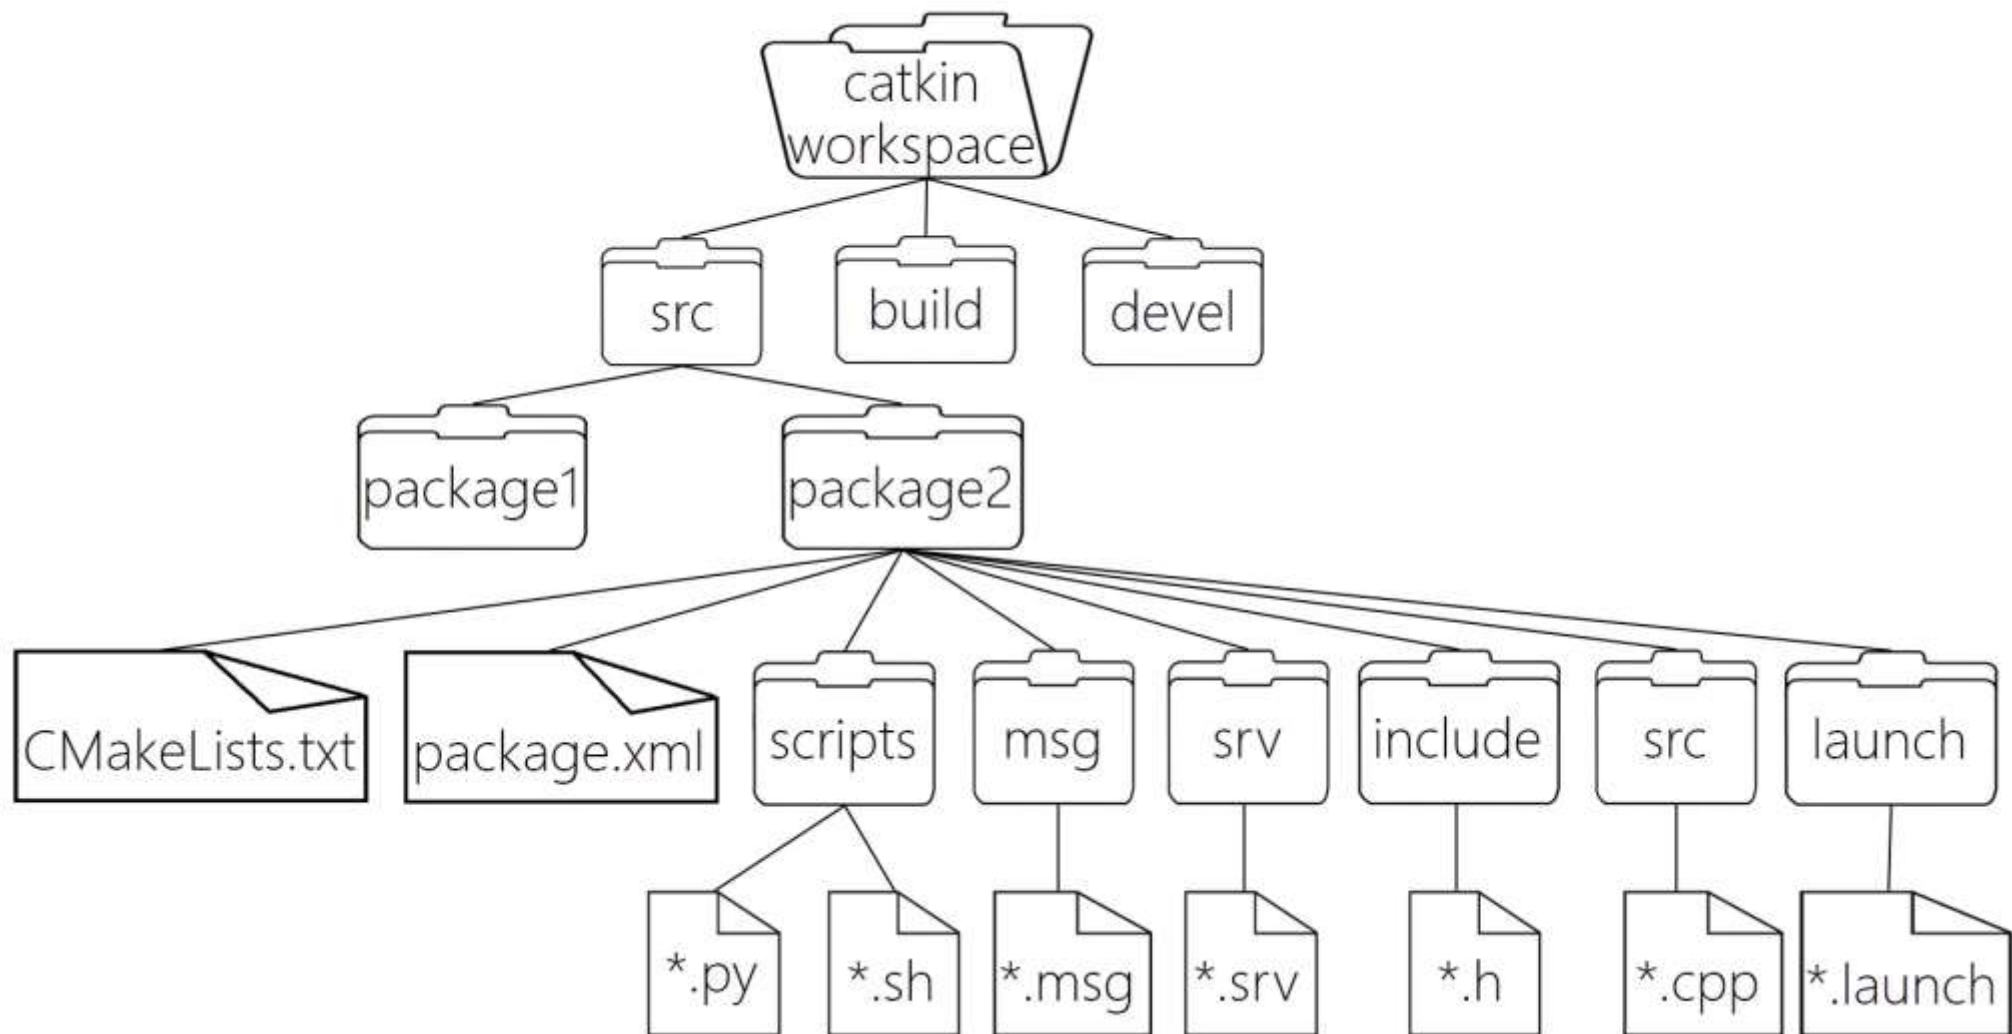 catkin
workspace
src
build
devel
package1
package2
CMakeLists.txt
package.xml
scripts
msg
srv
include
src
launch
*.py
*.sh
*.msg
*.srv
*.h
*.cpp
*.launch